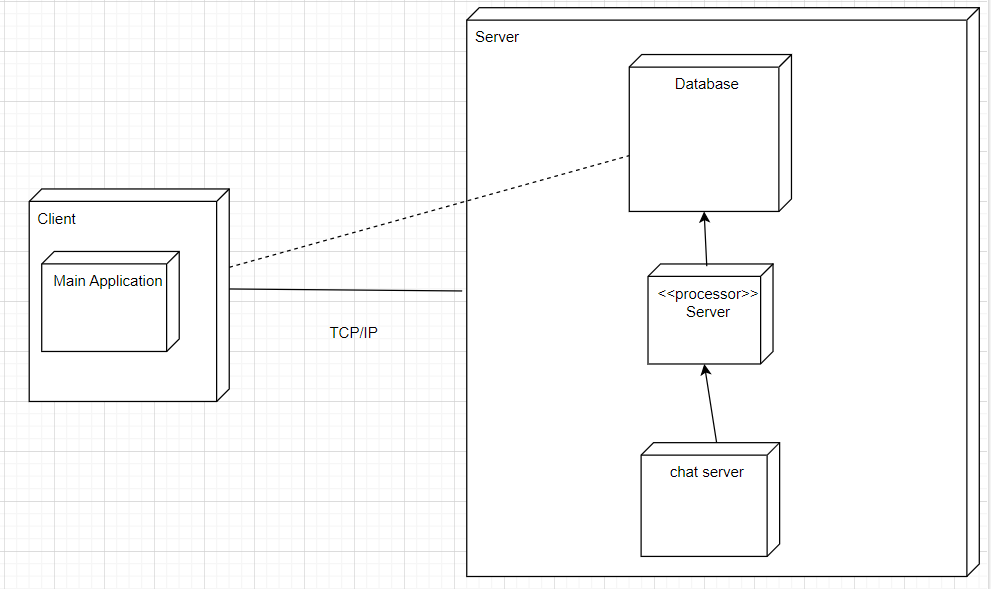 Server
Database
Client
Main Application
<<processor>>
Server
TCP/IP
chat server